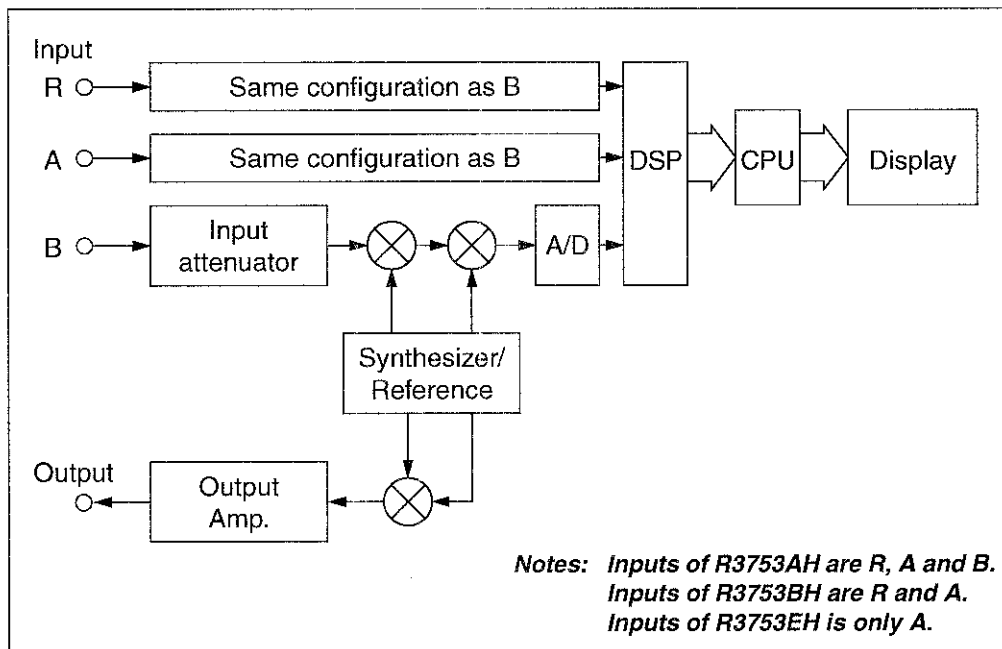 Input
R
Same configuration as B
A
Same configuration as B
DSP
CPU
Display
B
Input
attenuator
A/D
Synthesizer/
Reference
Output
Output
Amp.
Notes: Inputs of R3753AH are R, A and B.
Inputs of R3753BH are R and A.
Inputs of R3753EH is only A.